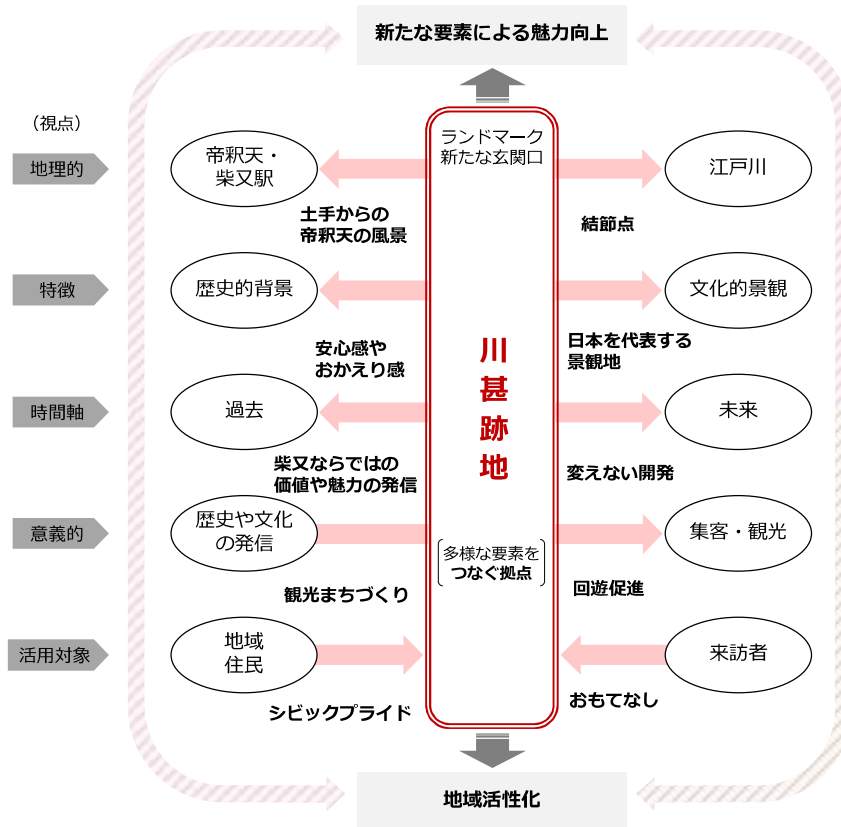 新たな要素による魅力向上
（視点）
ランドマーク
新たな玄関口
地理的
帝釈天・
柴又駅
江戸川
土手からの
帝釈天の風景
結節点
特徴
歴史的背景
文化的景観
安心感や
おかえり感
日本を代表する
景観地
川甚跡地
時間軸
過去
未来
柴又ならではの
価値や魅力の発信
変えない開発
意義的
歴史や文化
の発信
集客・観光
多様な要素を
つなぐ拠点
観光まちづくり
回遊促進
活用対象
地域
住民
来訪者
シビックプライド
おもてなし
地域活性化